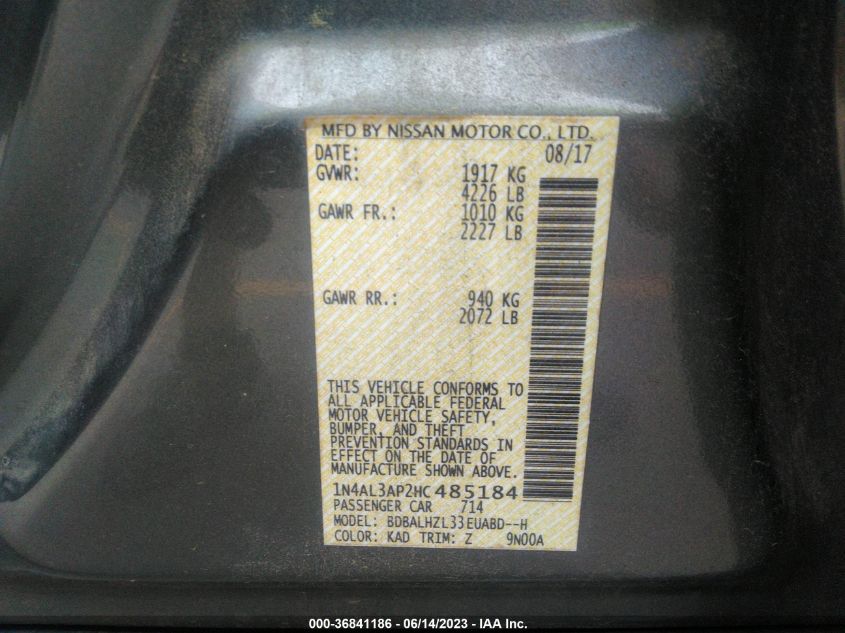 MFD BY NISSAN MOTOR CO., LTD.
DATE: 08/17
GVWR: 1917 KG
4226 LB
GAWR FR.: 1010 KG
2227 LB
GAWR RR.: 940 KG
2072 LB
THIS VEHICLE CONFORMS TO
ALL APPLICABLE FEDERAL
MOTOR VEHICLE SAFETY,
BUMPER, AND THEFT
PREVENTION STANDARDS IN
EFFECT ON THE DATE OF
MANUFACTURE SHOWN ABOVE.
1N4AL3AP2HC485184
PASSENGER CAR 714
MODEL: BDBALHZL33EUABD--H
COLOR: KAD TRIM: Z 9N00A
000-36841186 - 06/14/2023 - IAA Inc.